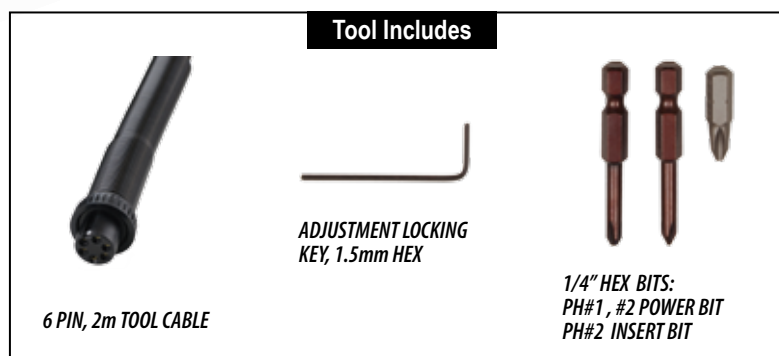 Tool Includes
ADJUSTMENT LOCKING
KEY, 1.5mm HEX
1/4” HEX BITS:
PH#1 , #2 POWER BIT
PH#2 INSERT BIT
6 PIN, 2m TOOL CABLE